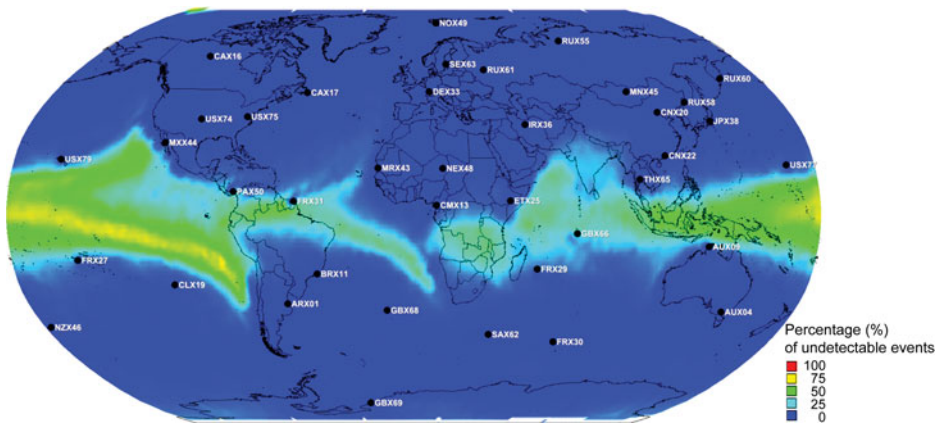 NOX49
RUX55
CAX16
SEX63
RUX61
RUX60
CAX17
DEX33
MNX45
RUX58
USX74
USX75
CNX20
IRX36
JPX38
MXX44
CNX22
USX79
MRX43
NEX48
USX77
THX65
PAX50
FRX31
CMX13
ETX25
GBX66
AUX09
FRX27
FRX29
BRX11
CLX19
ARX01
GBX68
AUX04
NZX46
SAX62
FRX30
GBX69
Percentage (%)
of undetectable events
100
75
50
25
0